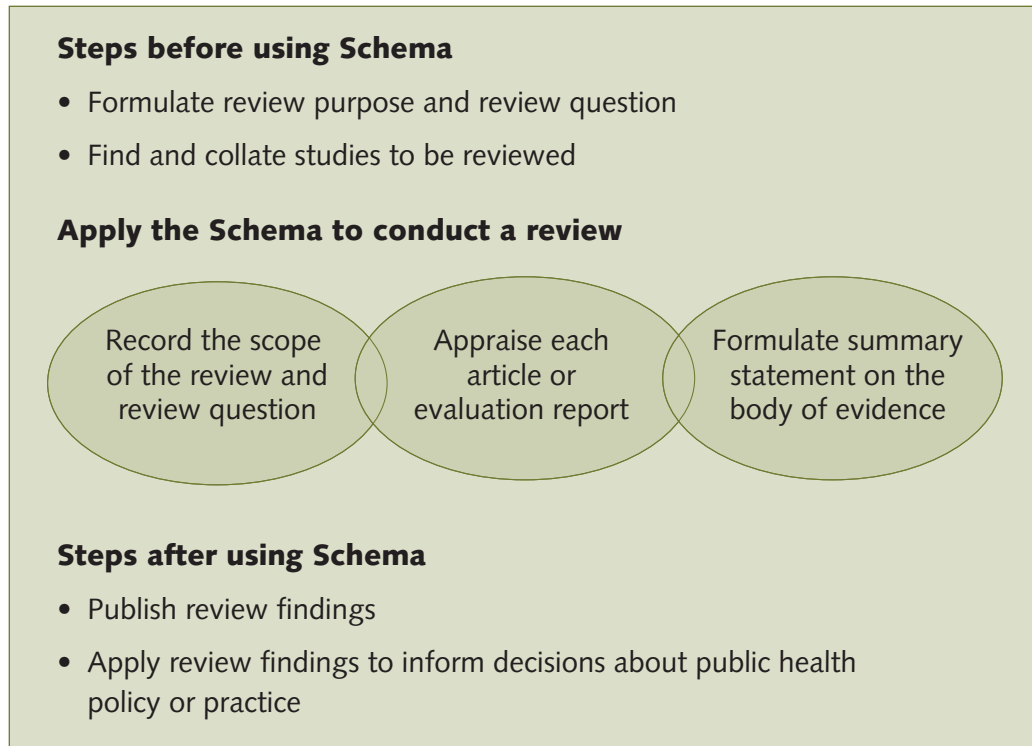 Steps before using Schema
• Formulate review purpose and review question
• Find and collate studies to be reviewed
Apply the Schema to conduct a review
Record the scope
of the review and
review question
Appraise each
article or
evaluation report
Formulate summary
statement on the
body of evidence
Steps after using Schema
• Publish review findings
• Apply review findings to inform decisions about public health
policy or practice